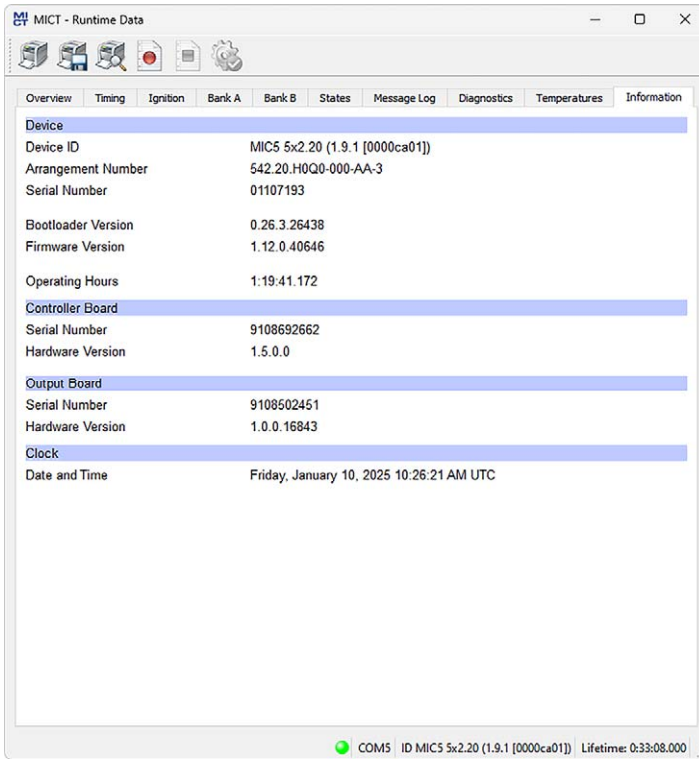 MICT - Runtime Data
Overview Timing Ignition Bank A Bank B States Message Log Diagnostics Temperatures Information
Device
Device ID MIC5 5x2.20 (1.9.1 [0000ca01])
Arrangement Number 542.20.H0Q0-000-AA-3
Serial Number 01107193
Bootloader Version 0.26.3.26438
Firmware Version 1.12.0.40646
Operating Hours 1:19:41.172
Controller Board
Serial Number 9108692662
Hardware Version 1.5.0.0
Output Board
Serial Number 9108502451
Hardware Version 1.0.0.16843
Clock
Date and Time Friday, January 10, 2025 10:26:21 AM UTC
COM5 ID MIC5 5x2.20 (1.9.1 [0000ca01]) Lifetime: 0:33:08.000